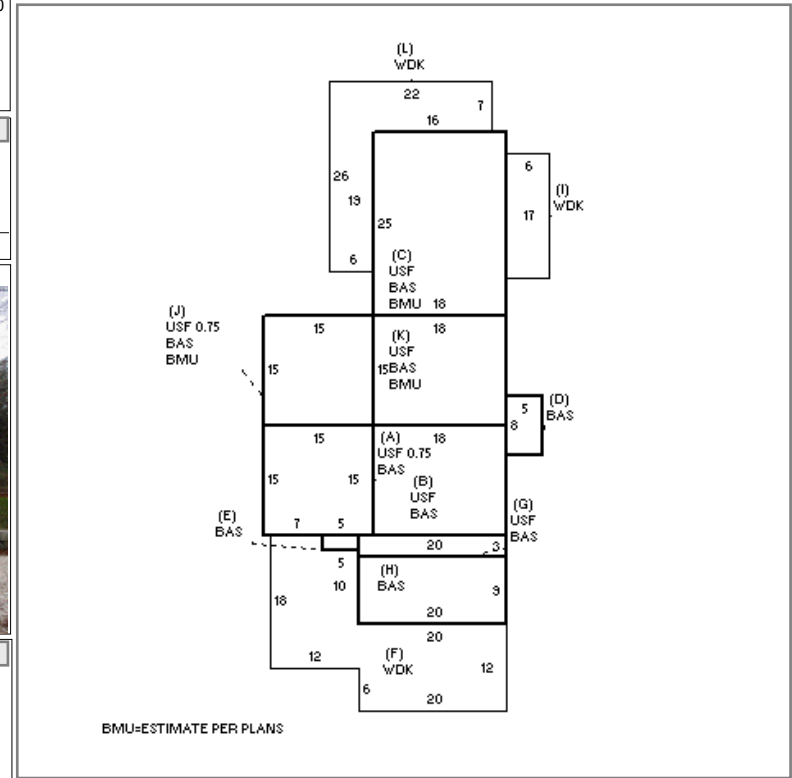 (L)
WDK
22
7
16
6
26
(I)
WDK
19
17
25
6
(C)
USF
BAS
BMU 18
(J)
USF 0.75
BAS
BMU
15
18
(K)
USF
15
15BAS
BMU
5
(D)
BAS
8
15
(A)
18
USF 0.75
BAS
15
15
(B)
USF
BAS
(G)
USF
BAS
(E)
BAS
7
5
20
3
5
(H)
BAS
10
9
18
20
20
12
(F)
WDK
12
6
20
BMU=ESTIMATE PER PLANS